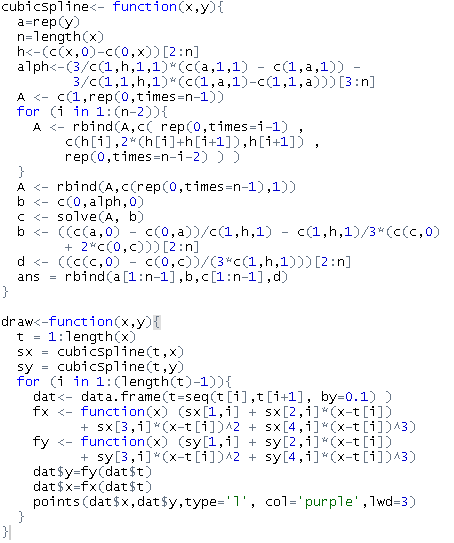 cubicSpline<- function(x,y){
  a=rep(y)
  n=length(x)
  h<-(c(x,0)-c(0,x))[2:n]
  alph<-(3/c(1,h,1,1)*(c(a,1,1) - c(1,a,1)) -
         3/c(1,1,h,1)*(c(1,a,1)-c(1,1,a)))[3:n]
  A <- c(1,rep(0,times=n-1))
  for (i in 1:(n-2)){
    A <- rbind(A,c( rep(0,times=i-1) ,
        c(h[i],2*(h[i]+h[i+1]),h[i+1]) ,
        rep(0,times=n-i-2) ) )
  }
  A <- rbind(A,c(rep(0,times=n-1),1))
  b <- c(0,alph,0)
  c <- solve(A, b)
  b <- ((c(a,0) - c(0,a))/c(1,h,1) - c(1,h,1)/3*(c(c,0)
        + 2*c(0,c)))[2:n]
  d <- ((c(c,0) - c(0,c))/(3*c(1,h,1)))[2:n]
  ans = rbind(a[1:n-1],b,c[1:n-1],d)
}
draw<-function(x,y){
  t = 1:length(x)
  sx = cubicSpline(t,x)
  sy = cubicSpline(t,y)
  for (i in 1:(length(t)-1)){
    dat<- data.frame(t=seq(t[i],t[i+1], by=0.1) )
    fx <- function(x) (sx[1,i] + sx[2,i]*(x-t[i])
          + sx[3,i]*(x-t[i])^2 + sx[4,i]*(x-t[i])^3)
    fy <- function(x) (sy[1,i] + sy[2,i]*(x-t[i])
          + sy[3,i]*(x-t[i])^2 + sy[4,i]*(x-t[i])^3)
    dat$y=fy(dat$t)
    dat$x=fx(dat$t)
    points(dat$x,dat$y,type='l', col='purple',lwd=3)
  }
}